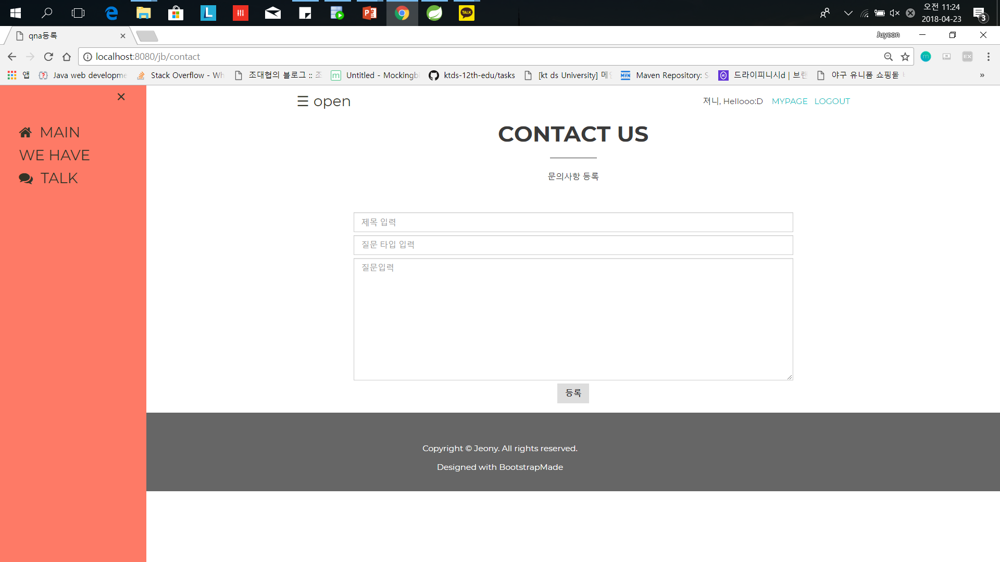 오전 11:24
2018-04-23
3
qna등록
Juyeon
localhost:8080/jb/contact
앱 Java web developme Stack Overflow - Wh 조대협의 블로그 :: 조 Untitled - Mockingb ktds-12th-edu/tasks [kt ds University] 메인 Maven Repository: S 드라이피니시d | 브랜 야구 유니폼 쇼핑몰 »
☰ open
져니, Hellooo:D MYPAGE LOGOUT
MAIN
WE HAVE
TALK
CONTACT US
문의사항 등록
제목 입력
질문 타입 입력
질문입력
등록
Copyright © Jeony. All rights reserved.
Designed with BootstrapMade